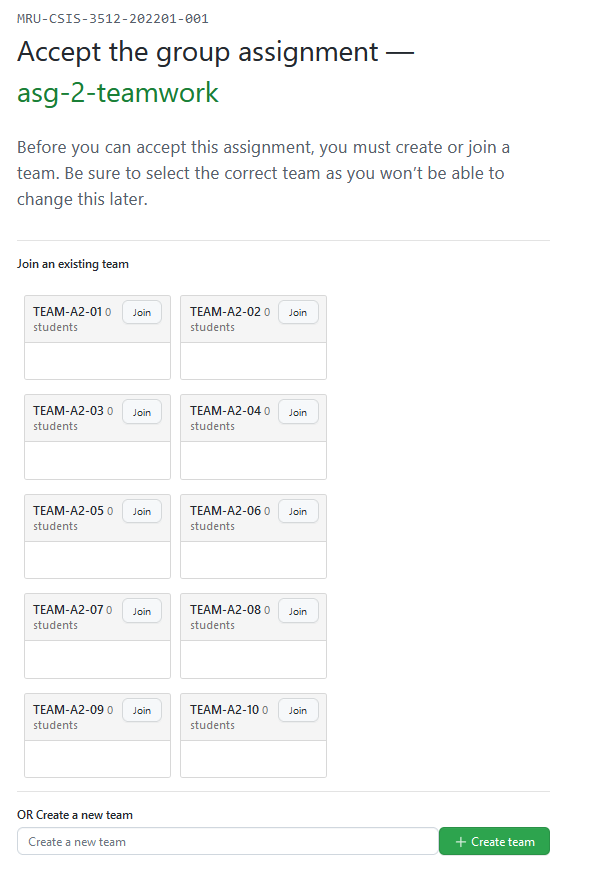 MRU-CSIS-3512-202201-001
Accept the group assignment —
asg-2-teamwork
Before you can accept this assignment, you must create or join a
team. Be sure to select the correct team as you won’t be able to
change this later.
Join an existing team
TEAM-A2-01 0 Join
students
TEAM-A2-02 0 Join
students
TEAM-A2-03 0 Join
students
TEAM-A2-04 0 Join
students
TEAM-A2-05 0 Join
students
TEAM-A2-06 0 Join
students
TEAM-A2-07 0 Join
students
TEAM-A2-08 0 Join
students
TEAM-A2-09 0 Join
students
TEAM-A2-10 0 Join
students
OR Create a new team
Create a new team
+ Create team